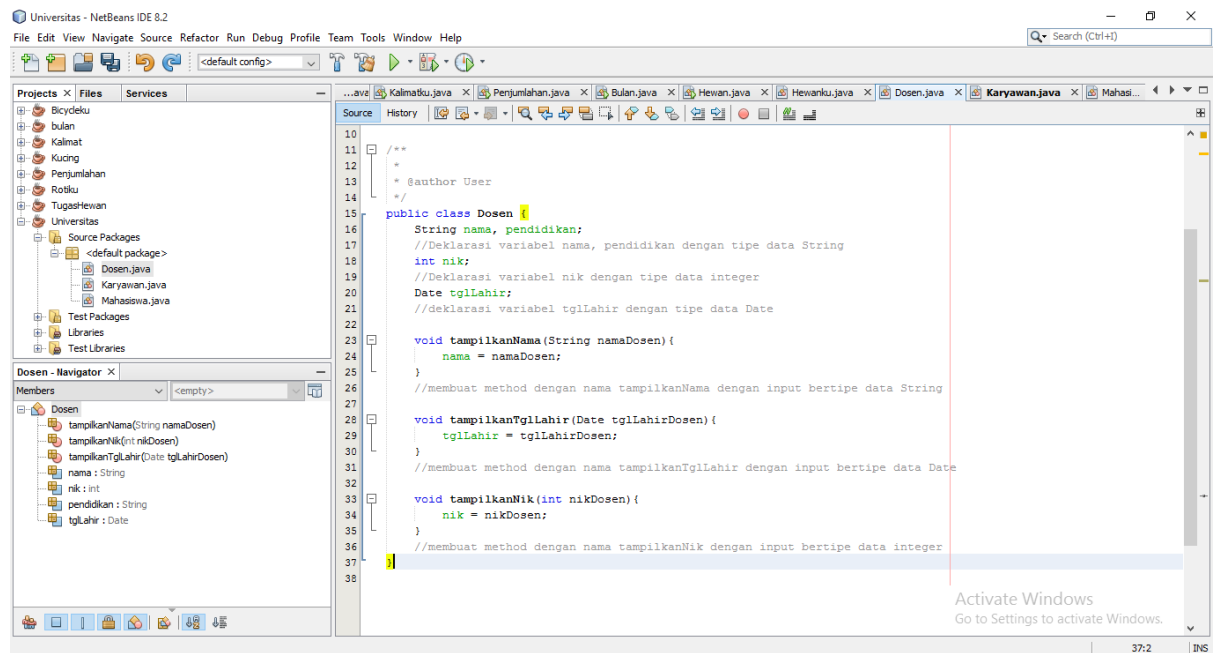 Universitas - NetBeans IDE 8.2
File Edit View Navigate Source Refactor Run Debug Profile Team Tools Window Help
Search (Ctrl+I)
<default config>
Projects Files Services
Bicycleku
bulan
Kalimat
Kucing
Penjumlahan
Rotiku
TugasHewan
Universitas
Source Packages
<default package>
Dosen.java
Karyawan.java
Mahasiswa.java
Test Packages
Libraries
Test Libraries
Dosen - Navigator
Members <empty>
Dosen
tampilkanNama(String namaDosen)
tampilkanNik(int nikDosen)
tampilkanTglLahir(Date tglLahirDosen)
nama : String
nik : int
pendidikan : String
tglLahir : Date
...ava Kalimatku.java Penjumlahan.java Bulan.java Hewan.java Hewanku.java Dosen.java Karyawan.java Mahasi...
Source History
10
11 /**
12 *
13 * @author User
14 */
15 public class Dosen {
16 String nama, pendidikan;
17 //Deklarasi variabel nama, pendidikan dengan tipe data String
18 int nik;
19 //Deklarasi variabel nik dengan tipe data integer
20 Date tglLahir;
21 //deklarasi variabel tglLahir dengan tipe data Date
22
23 void tampilkanNama(String namaDosen){
24 nama = namaDosen;
25 }
26 //membuat method dengan nama tampilkanNama dengan input bertipe data String
27
28 void tampilkanTglLahir(Date tglLahirDosen){
29 tglLahir = tglLahirDosen;
30 }
31 //membuat method dengan nama tampilkanTglLahir dengan input bertipe data Date
32
33 void tampilkanNik(int nikDosen){
34 nik = nikDosen;
35 }
36 //membuat method dengan nama tampilkanNik dengan input bertipe data integer
37 }
38
Activate Windows
Go to Settings to activate Windows.
37:2 INS